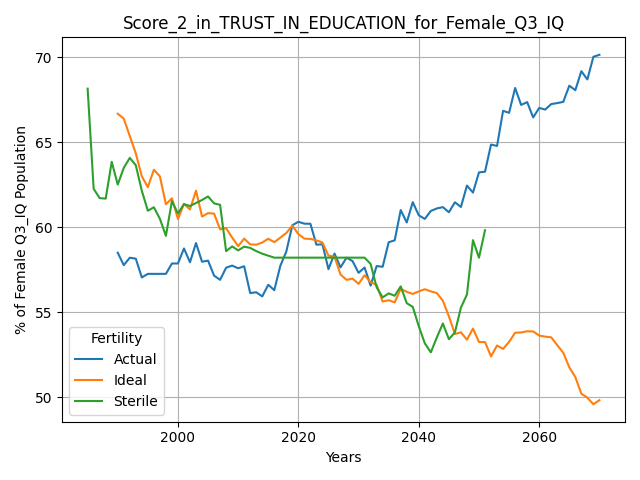 Score_2_in_TRUST_IN_EDUCATION_for_Female_Q3_IQ
% of Female Q3_IQ Population
70
65
60
55
50
Fertility
Actual
Ideal
Sterile
2000
2020
2040
2060
Years